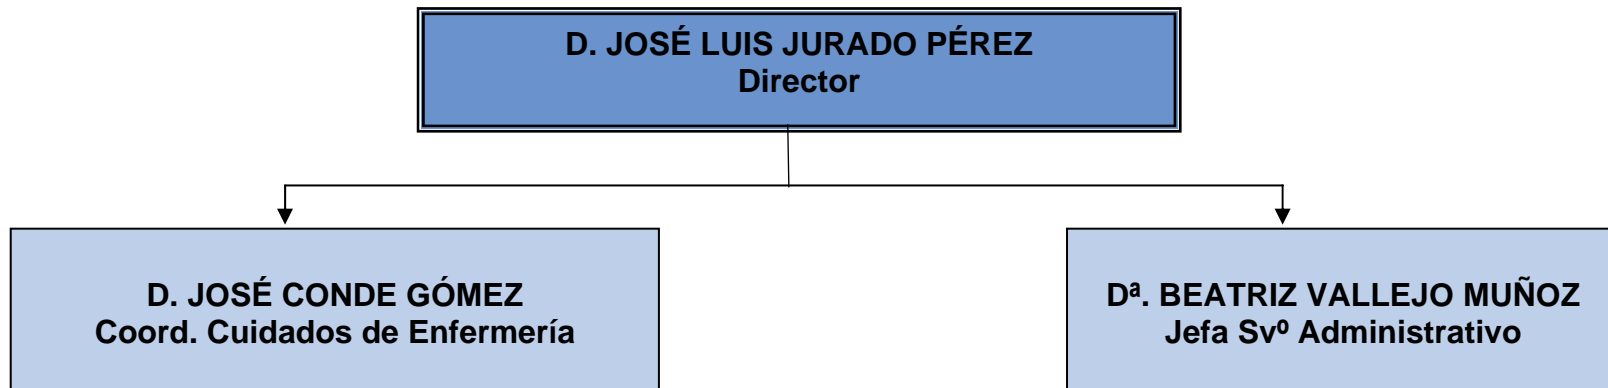 D. JOSÉ LUIS JURADO PÉREZ
Director
D. JOSÉ CONDE GÓMEZ
Coord. Cuidados de Enfermería
Dª. BEATRIZ VALLEJO MUÑOZ
Jefa Svº Administrativo